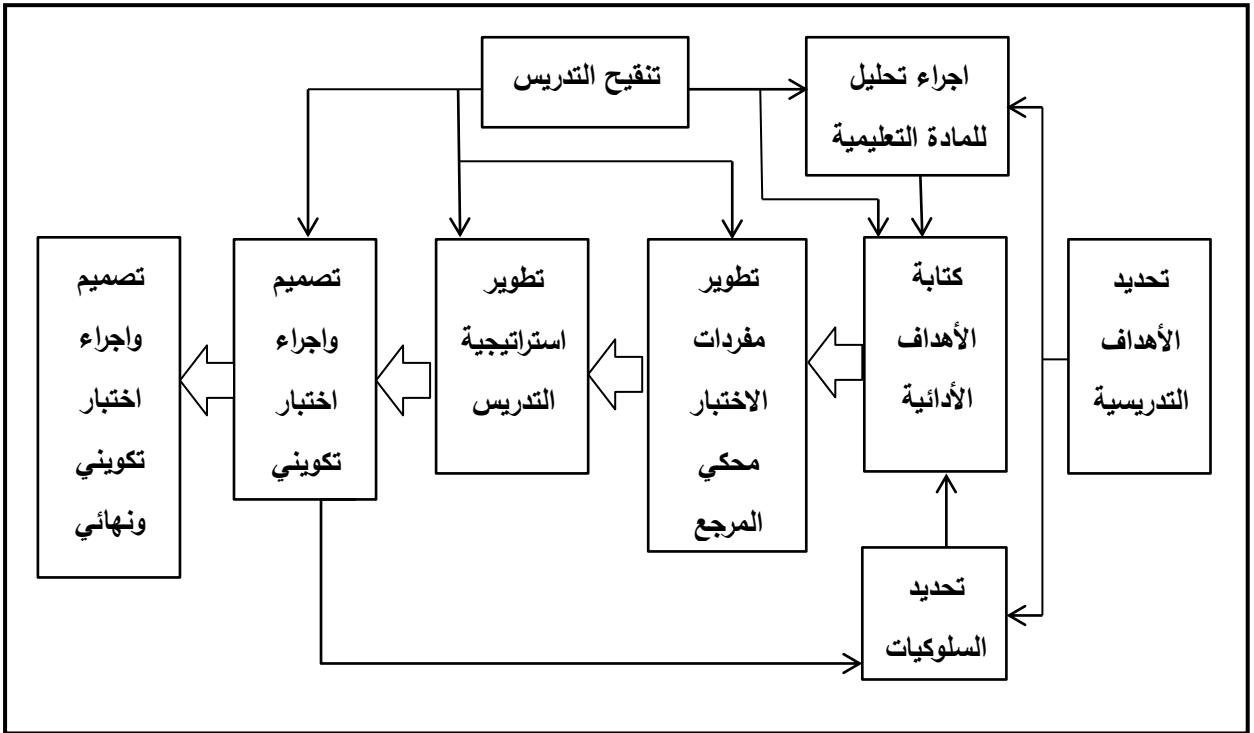 تنقيح التدريس
اجراء تحليل
للمادة التعليمية
تحديد
الأهداف
التدريسية
كتابة
الأهداف
الأدائية
تطوير
مفردات
الاختبار
محكي
المرجع
تطوير
استراتيجية
التدريس
تصميم
واجراء
اختبار
تكويني
تصميم
واجراء
اختبار
تكويني
ونهائي
تحديد
السلوكيات